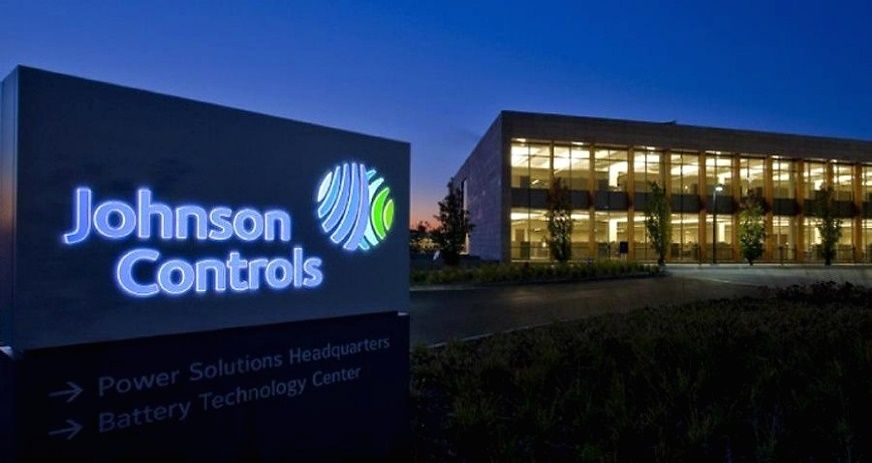 Johnson
Controls
→ Power Solutions Headquarters
→ Battery Technology Center